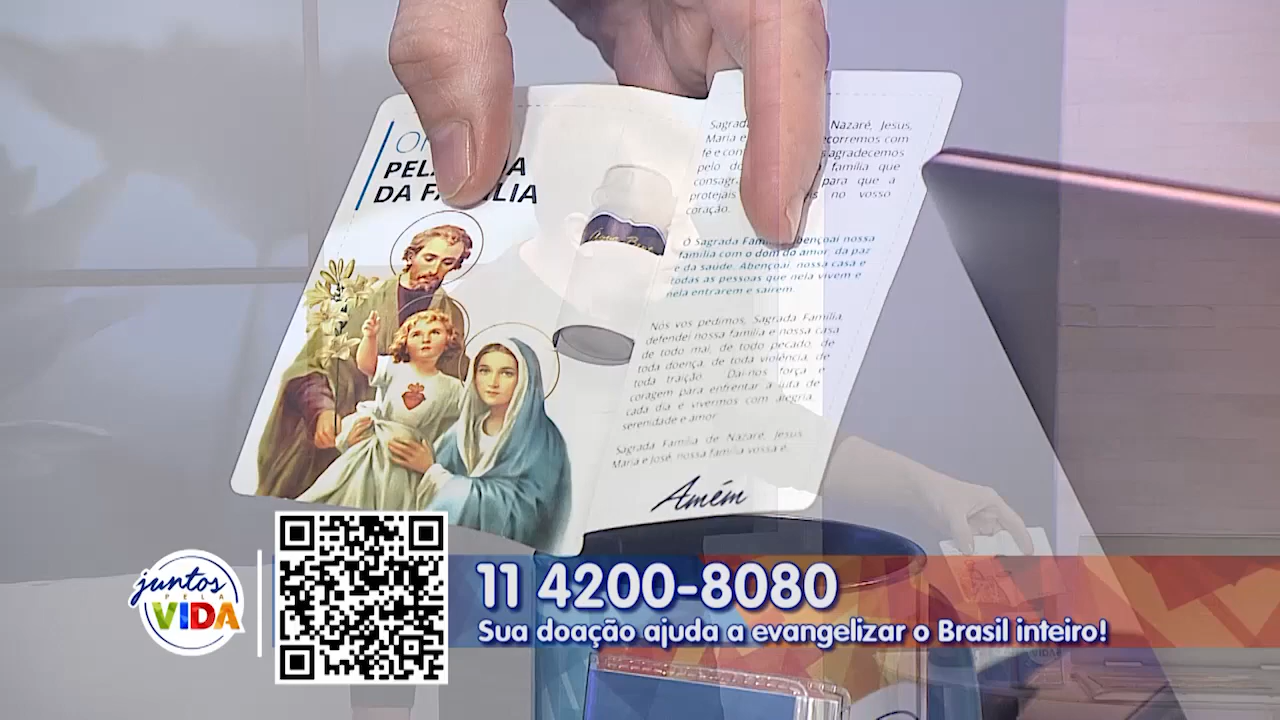 PELA
DA FAMÍLIA
Nazaré, Jesus,
Maria e
recorremos com
fé e
agradecemos
pelo
família que
para que a
protejais
no vosso
coração.
Ó Sagrada Família, abençoai nossa
família com o dom do amor, da paz
e da saúde. Abençoai, nossa casa e
todas as pessoas que nela vivem e
nela entrarem e saírem.
Nós vos pedimos, Sagrada Família,
defendei nossa família e nossa casa
de todo mal, de todo pecado, de
toda doença, de toda violência, de
toda traição. Dai-nos força e
coragem para enfrentar a luta de
cada dia e vivermos com alegria,
serenidade e amor.
Sagrada Família de Nazaré, Jesus,
Maria e José, nossa família vossa é.
Amém
juntos
PELA
VIDA
11 4200-8080
Sua doação ajuda a evangelizar o Brasil inteiro!